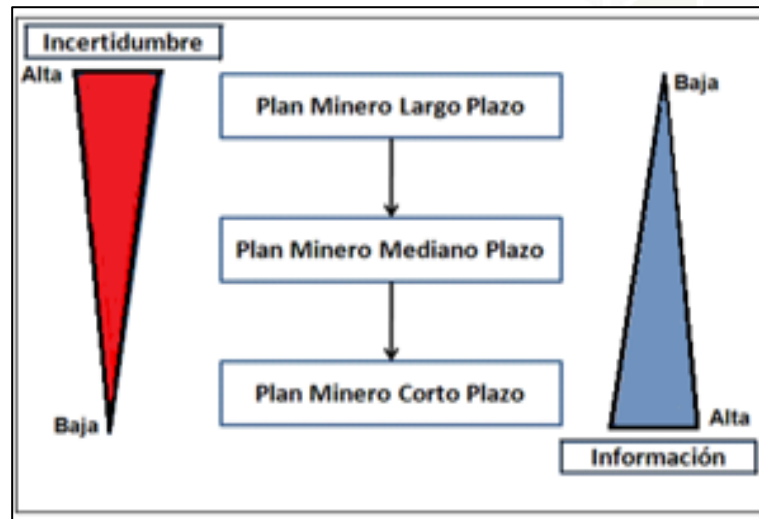 Incertidumbre
Alta
Baja
Plan Minero Largo Plazo
Plan Minero Mediano Plazo
Plan Minero Corto Plazo
Baja
Alta
Información